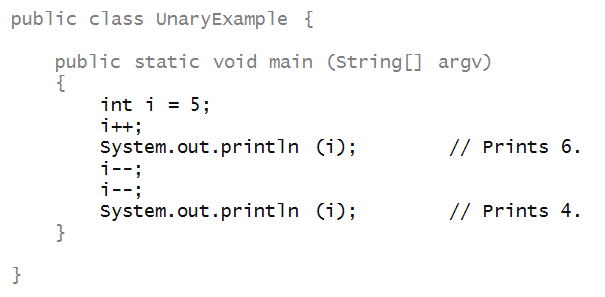 public class UnaryExample {
public static void main (String[] argv)
{
int i = 5;
i++;
System.out.println (i); // Prints 6.
i--;
i--;
System.out.println (i); // Prints 4.
}
}